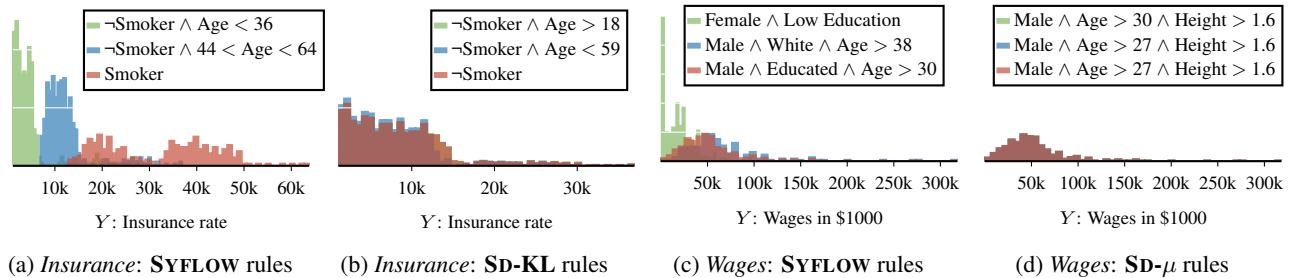 ¬Smoker ∧ Age < 36
¬Smoker ∧ 44 < Age < 64
Smoker
10k 20k 30k 40k 50k 60k
Y: Insurance rate
(a) Insurance: SYFLOW rules
¬Smoker ∧ Age > 18
¬Smoker ∧ Age < 59
¬Smoker
10k 20k 30k
Y: Insurance rate
(b) Insurance: SD-KL rules
Female ∧ Low Education
Male ∧ White ∧ Age > 38
Male ∧ Educated ∧ Age > 30
50k 100k 150k 200k 250k 300k
Y: Wages in $1000
(c) Wages: SYFLOW rules
Male ∧ Age > 30 ∧ Height > 1.6
Male ∧ Age > 27 ∧ Height > 1.6
Male ∧ Age > 27 ∧ Height > 1.6
50k 100k 150k 200k 250k 300k
Y: Wages in $1000
(d) Wages: SD-μ rules